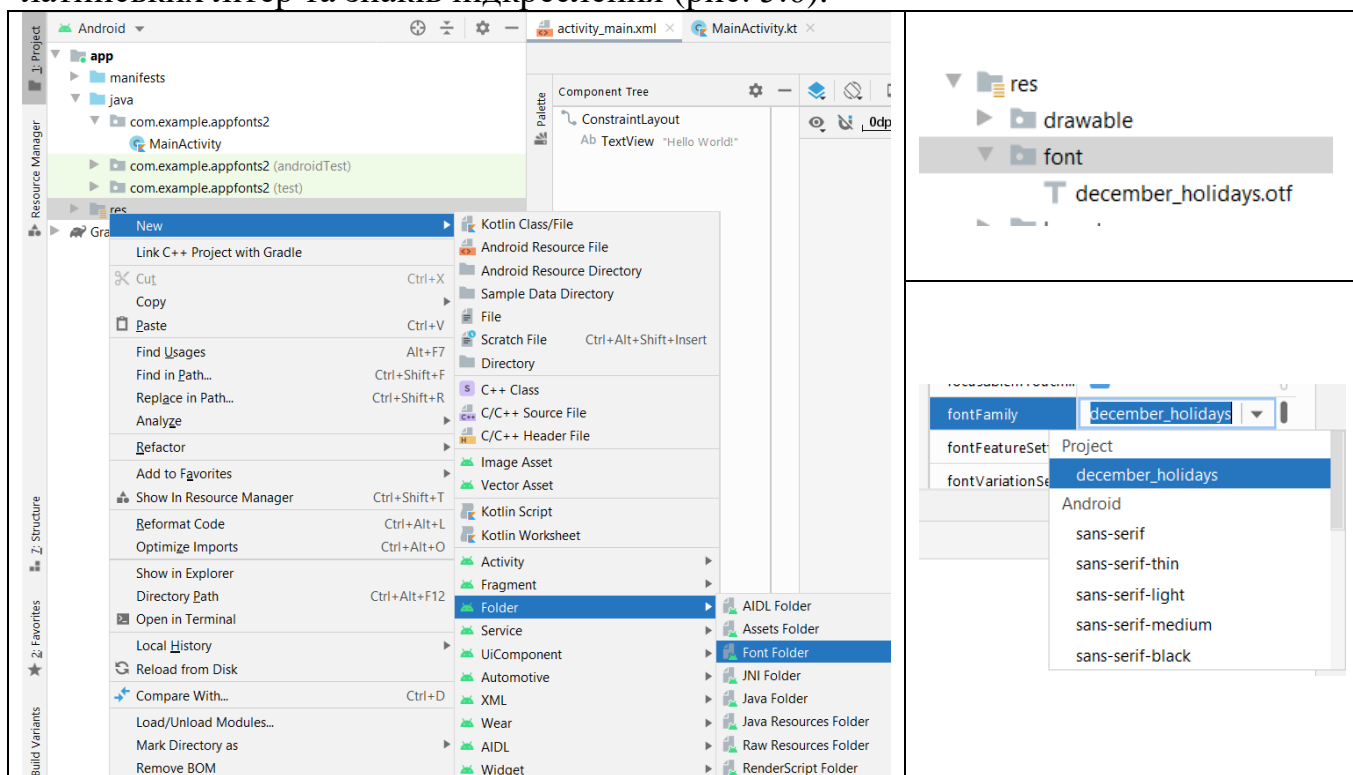 латинських літер та знаків підкреслення (рис. 3.6).
1: Project
Resource Manager
Z: Structure
2: Favorites
Build Variants
Android
app
manifests
java
com.example.appfonts2
MainActivity
com.example.appfonts2 (androidTest)
com.example.appfonts2 (test)
res
Gra
activity_main.xml
MainActivity.kt
Palette
Component Tree
ConstraintLayout
Ab TextView "Hello World!"
0dp
New
Link C++ Project with Gradle
Cut Ctrl+X
Copy
Paste Ctrl+V
Find Usages Alt+F7
Find in Path... Ctrl+Shift+F
Replace in Path... Ctrl+Shift+R
Analyze
Refactor
Add to Favorites
Show In Resource Manager Ctrl+Shift+T
Reformat Code Ctrl+Alt+L
Optimize Imports Ctrl+Alt+O
Show in Explorer
Directory Path Ctrl+Alt+F12
Open in Terminal
Local History
Reload from Disk
Compare With... Ctrl+D
Load/Unload Modules...
Mark Directory as
Remove BOM
Kotlin Class/File
Android Resource File
Android Resource Directory
Sample Data Directory
File
Scratch File Ctrl+Alt+Shift+Insert
Directory
S C++ Class
C++ C/C++ Source File
H C/C++ Header File
Image Asset
Vector Asset
Kotlin Script
Kotlin Worksheet
Activity
Fragment
Folder
Service
UiComponent
Automotive
XML
Wear
AIDL
Widget
AIDL Folder
Assets Folder
Font Folder
JNI Folder
Java Folder
Java Resources Folder
Raw Resources Folder
RenderScript Folder
res
drawable
font
december_holidays.otf
fontFamily december_holidays
fontFeatureSet
fontVariationSe
Project
december_holidays
Android
sans-serif
sans-serif-thin
sans-serif-light
sans-serif-medium
sans-serif-black